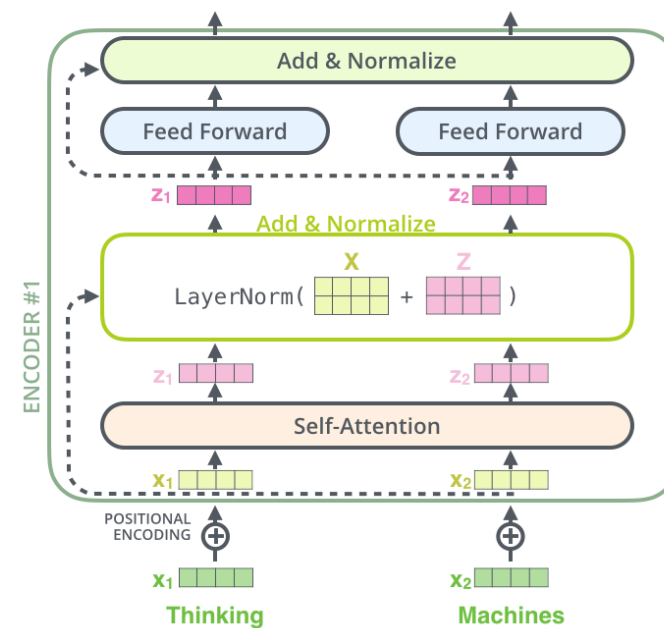 Add & Normalize
Feed Forward
Feed Forward
z1
z2
Add & Normalize
X
Z
LayerNorm( + )
z1
z2
Self-Attention
x1
x2
ENCODER #1
POSITIONAL
ENCODING
x1
x2
Thinking
Machines